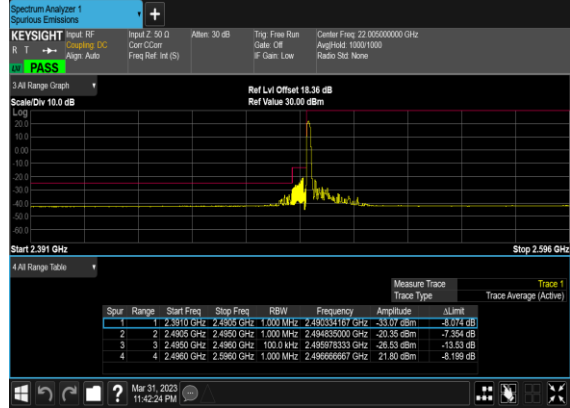 Spectrum Analyzer 1
Spurious Emissions
KEYSIGHT Input: RF Input Z: 50 Ω Atten: 30 dB Trig: Free Run Center Freq: 22.005000000 GHz
R T Coupling: DC Corr CCorr Gate: Off Avg|Hold: 1000/1000
Align: Auto Freq Ref: Int (S) IF Gain: Low Radio Std: None
PASS
3 All Range Graph Ref Lvl Offset 18.36 dB
Scale/Div 10.0 dB Ref Value 30.00 dBm
Log
20.0
10.0
0.00
-10.0
-20.0
-30.0
-40.0
-50.0
-60.0
Start 2.391 GHz Stop 2.596 GHz
4 All Range Table
Measure Trace Trace 1
Trace Type Trace Average (Active)
Spur Range Start Freq Stop Freq RBW Frequency Amplitude ΔLimit
1 1 2.3910 GHz 2.4905 GHz 1.000 MHz 2.490334167 GHz -33.07 dBm -8.074 dB
2 2 2.4905 GHz 2.4950 GHz 1.000 MHz 2.494835000 GHz -20.35 dBm -7.354 dB
3 3 2.4950 GHz 2.4960 GHz 100.0 kHz 2.495978333 GHz -26.53 dBm -13.53 dB
4 4 2.4960 GHz 2.5960 GHz 1.000 MHz 2.496666667 GHz 21.80 dBm -8.199 dB
Mar 31, 2023
11:42:24 PM